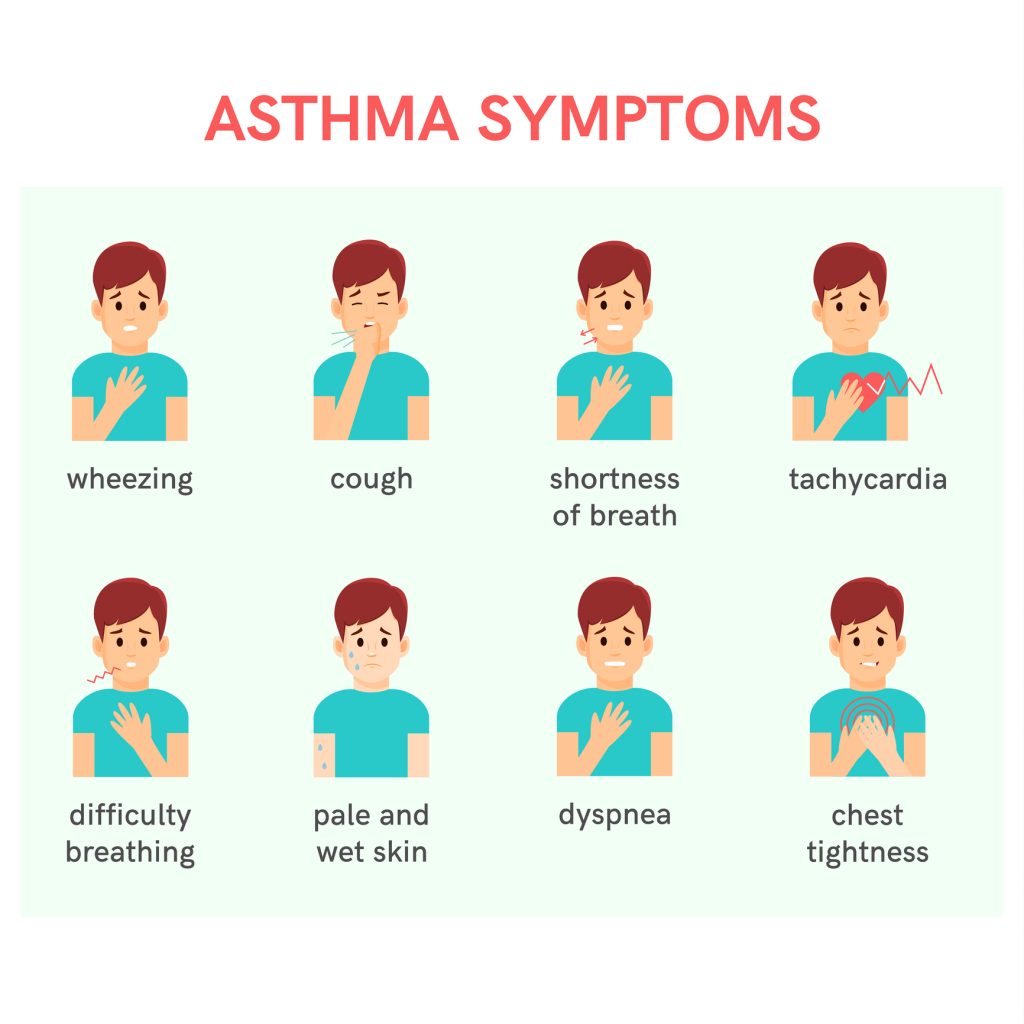 ASTHMA SYMPTOMS
wheezing
cough
shortness
of breath
tachycardia
difficulty
breathing
pale and
wet skin
dyspnea
chest
tightness